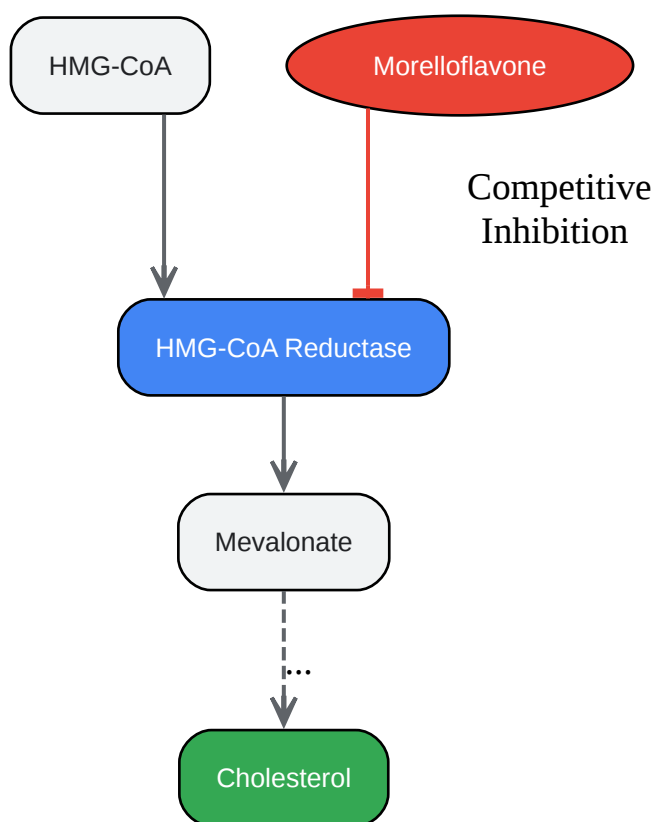 HMG-CoA
Morelloflavone
Competitive
Inhibition
HMG-CoA Reductase
Mevalonate
...
Cholesterol